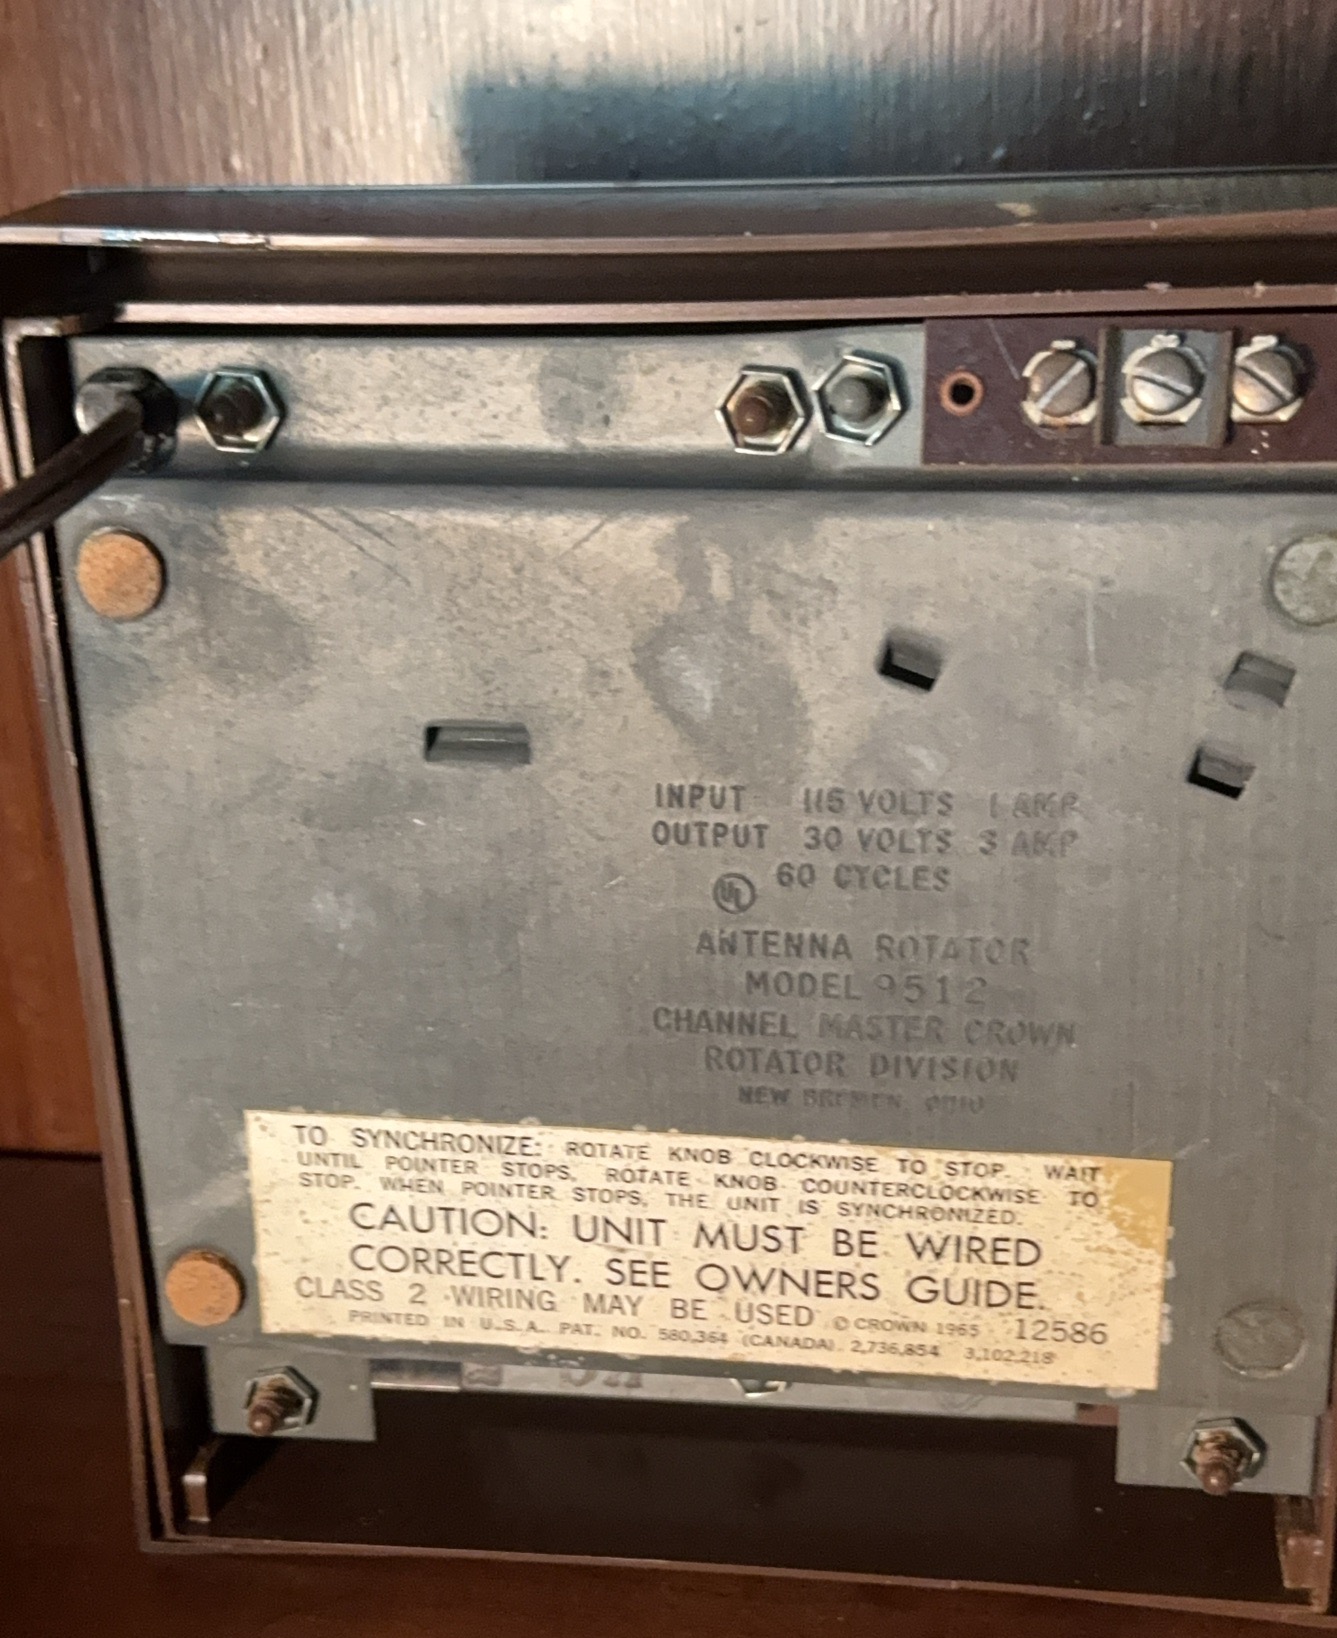 INPUT 115 VOLTS 1 AMP
OUTPUT 30 VOLTS 3 AMP
UL 60 CYCLES
ANTENNA ROTATOR
MODEL 9512
CHANNEL MASTER CROWN
ROTATOR DIVISION
NEW BREMEN, OHIO
TO SYNCHRONIZE: ROTATE KNOB CLOCKWISE TO STOP. WAIT
UNTIL POINTER STOPS. ROTATE KNOB COUNTERCLOCKWISE TO
STOP. WHEN POINTER STOPS, THE UNIT IS SYNCHRONIZED.
CAUTION: UNIT MUST BE WIRED
CORRECTLY. SEE OWNERS GUIDE.
CLASS 2 WIRING MAY BE USED © CROWN 1965 12586
PRINTED IN U.S.A. PAT. NO. 580,364 (CANADA) 2,736,854 3,102,218